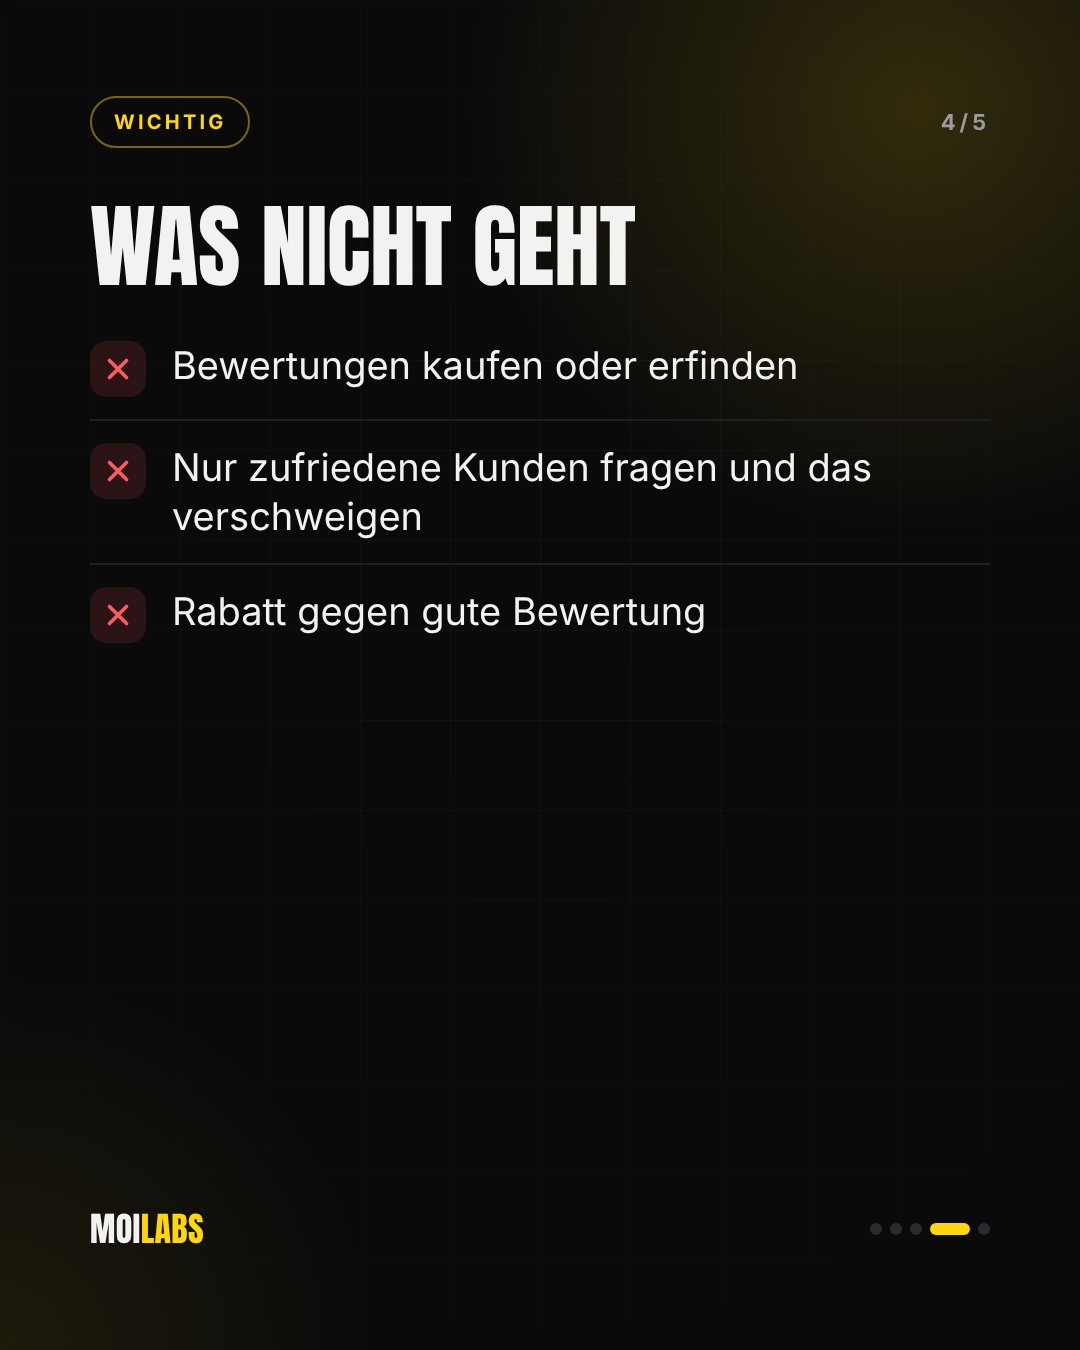 WICHTIG
4/5
WAS NICHT GEHT
Bewertungen kaufen oder erfinden
Nur zufriedene Kunden fragen und das
verschweigen
Rabatt gegen gute Bewertung
MOILABS